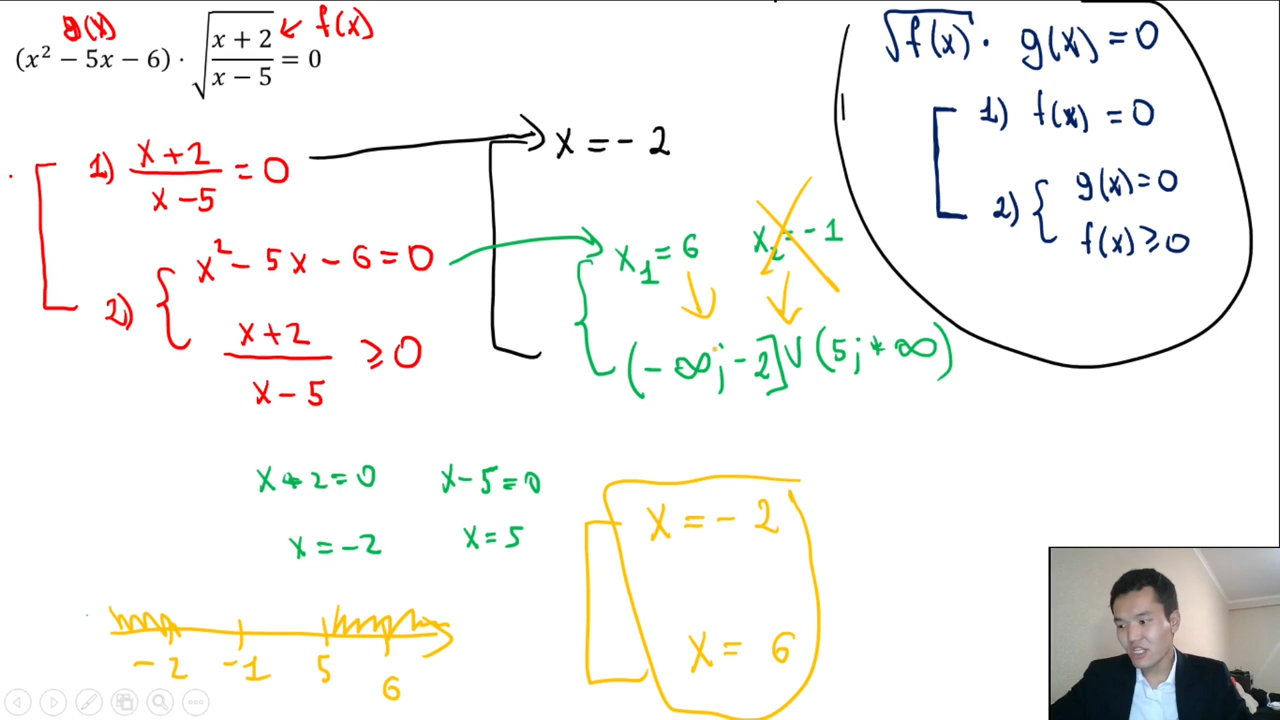 g(x)
f(x)
(x² − 5x − 6) · √((x + 2)/(x − 5)) = 0
1) (x+2)/(x−5) = 0
x = −2
2) { x² − 5x − 6 = 0
(x+2)/(x−5) ≥ 0
x₁ = 6 x₂ = −1
(−∞; −2] ∪ (5; +∞)
√f(x) · g(x) = 0
1) f(x) = 0
2) { g(x) = 0
f(x) ≥ 0
x+2=0 x−5=0
x=−2 x=5
x = −2
x = 6
−2 −1 5 6